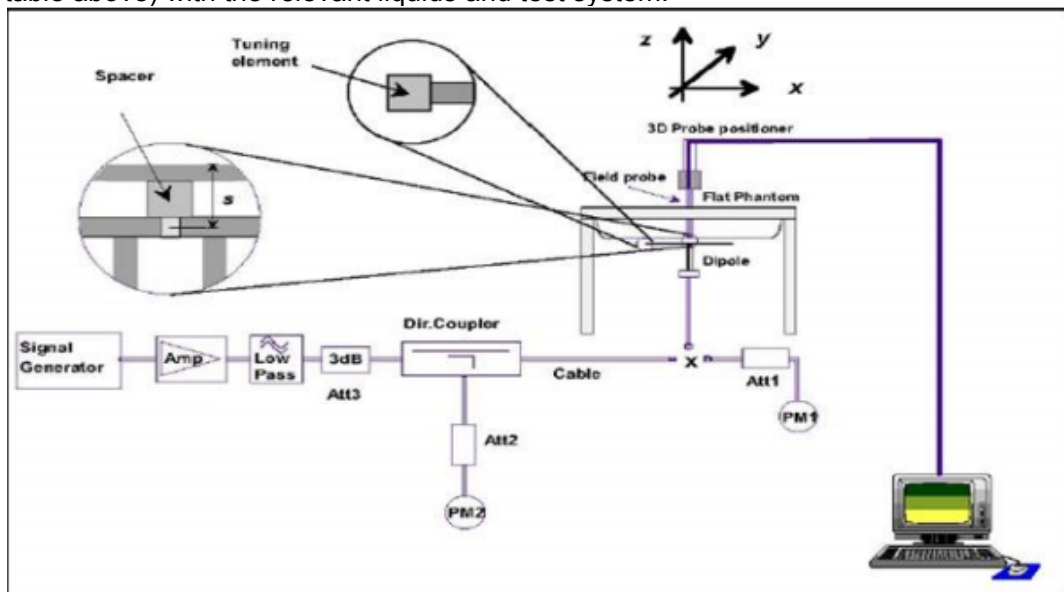 table above) with the relevant liquids and test system.
Tuning
element
Spacer
z
y
x
3D Probe positioner
Field probe
Flat Phantom
s
Dipole
Dir.Coupler
Signal
Generator
Amp
Low
Pass
3dB
Att3
Cable
x
Att1
PM1
Att2
PM2